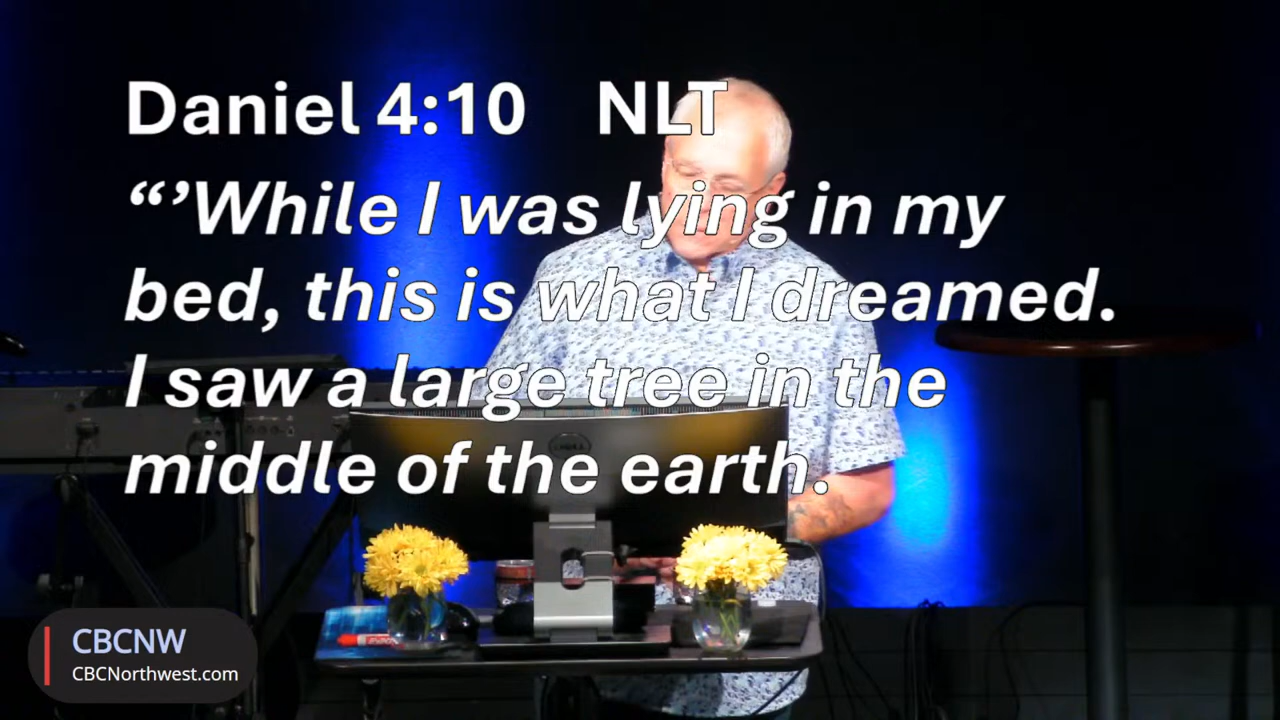 Daniel 4:10 NLT
“’While I was lying in my
bed, this is what I dreamed.
I saw a large tree in the
middle of the earth.
CBCNW
CBCNorthwest.com